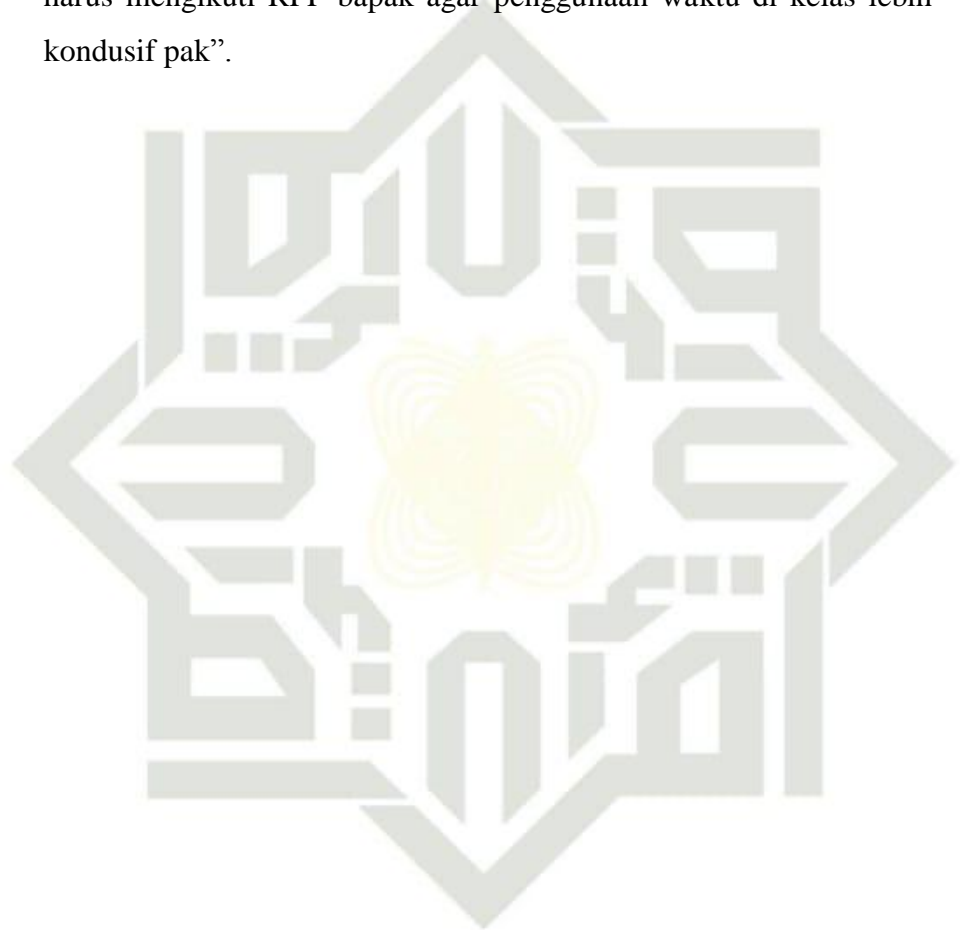 harus mengikuti RPP bapak agar penggunaan waktu di kelas lebih
kondusif pak”.